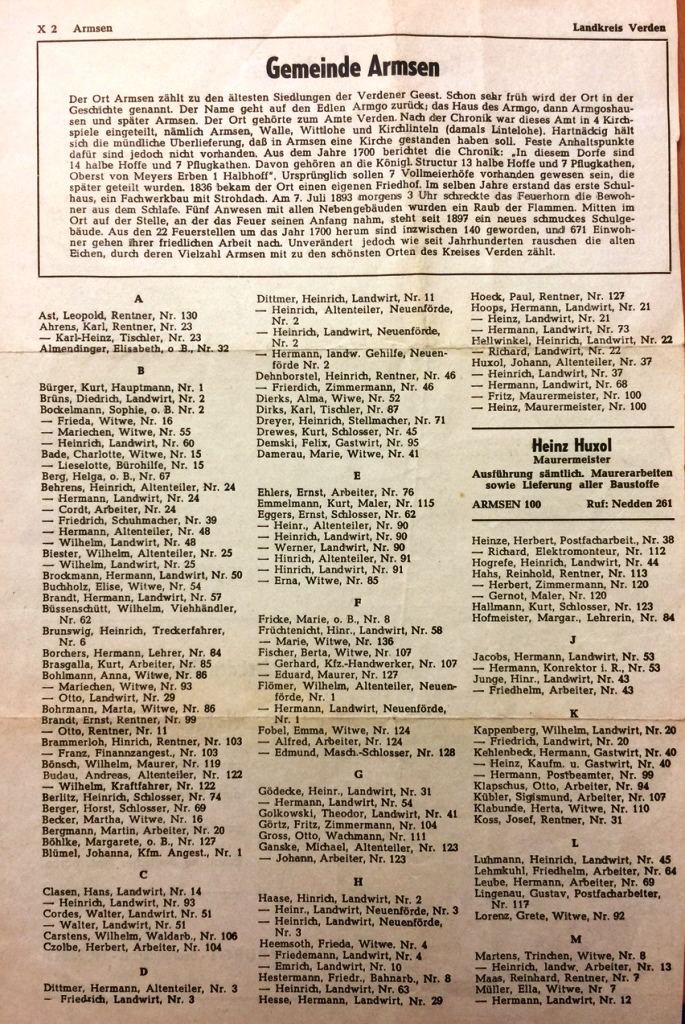 X 2 Armsen
Landkreis Verden
Gemeinde Armsen
Der Ort Armsen zählt zu den ältesten Siedlungen der Verdener Geest. Schon sehr früh wird der Ort in der
Geschichte genannt. Der Name geht auf den Edlen Armgo zurück; das Haus des Armgo, dann Armgoshau-
sen und später Armsen. Der Ort gehörte zum Amte Verden. Nach der Chronik war dieses Amt in 4 Kirch-
spiele eingeteilt, nämlich Armsen, Walle, Wittlohe und Kirchlinteln (damals Lintelohe). Hartnäckig hält
sich die mündliche Überlieferung, daß in Armsen eine Kirche gestanden haben soll. Feste Anhaltspunkte
dafür sind jedoch nicht vorhanden. Aus dem Jahre 1700 berichtet die Chronik: „In diesem Dorfe sind
14 halbe Hoffe und 7 Pflugkathen. Davon gehören an die Königl. Structur 13 halbe Hoffe und 7 Pflugkathen,
Oberst von Meyers Erben 1 Halbhoff". Ursprünglich sollen 7 Vollmeierhöfe vorhanden gewesen sein, die
später geteilt wurden. 1836 bekam der Ort einen eigenen Friedhof. Im selben Jahre erstand das erste Schul-
haus, ein Fachwerkbau mit Strohdach. Am 7. Juli 1893 morgens 3 Uhr schreckte das Feuerhorn die Bewoh-
ner aus dem Schlafe. Fünf Anwesen mit allen Nebengebäuden wurden ein Raub der Flammen. Mitten im
Ort auf der Stelle, an der das Feuer seinen Anfang nahm, steht seit 1897 ein neues schmuckes Schulge-
bäude. Aus den 22 Feuerstellen um das Jahr 1700 herum sind inzwischen 140 geworden, und 671 Einwoh-
ner gehen ihrer friedlichen Arbeit nach. Unverändert jedoch wie seit Jahrhunderten rauschen die alten
Eichen, durch deren Vielzahl Armsen mit zu den schönsten Orten des Kreises Verden zählt.
A
Ast, Leopold, Rentner, Nr. 130
Ahrens, Karl, Rentner, Nr. 23
— Karl-Heinz, Tischler, Nr. 23
Almendinger, Elisabeth, o B., Nr. 32
B
Bürger, Kurt, Hauptmann, Nr. 1
Brüns, Diedrich, Landwirt, Nr. 2
Bockelmann, Sophie, o. B. Nr. 2
— Frieda, Witwe, Nr. 16
— Mariechen, Witwe, Nr. 55
— Heinrich, Landwirt, Nr. 60
Bade, Charlotte, Witwe, Nr. 15
— Lieselotte, Bürohilfe, Nr. 15
Berg, Helga, o. B., Nr. 67
Behrens, Heinrich, Altenteiler, Nr. 24
— Hermann, Landwirt, Nr. 24
— Cordt, Arbeiter, Nr. 24
— Friedrich, Schuhmacher, Nr. 39
— Hermann, Altenteiler, Nr. 48
— Wilhelm, Landwirt, Nr. 48
Biester, Wilhelm, Altenteiler, Nr. 25
— Wilhelm, Landwirt, Nr. 25
Brockmann, Hermann, Landwirt, Nr. 50
Buchholz, Elise, Witwe, Nr. 54
Brandt, Hermann, Landwirt, Nr. 57
Büssenschütt, Wilhelm, Viehhändler,
Nr. 62
Brunswig, Heinrich, Treckerfahrer,
Nr. 6
Borchers, Hermann, Lehrer, Nr. 84
Brasgalla, Kurt, Arbeiter, Nr. 85
Bohlmann, Anna, Witwe, Nr. 86
— Mariechen, Witwe, Nr. 93
— Otto, Landwirt, Nr. 29
Bohrmann, Marta, Witwe, Nr. 86
Brandt, Ernst, Rentner, Nr. 99
— Otto, Rentner, Nr. 11
Brammerloh, Hinrich, Rentner, Nr. 103
— Franz, Finannzangest., Nr. 103
Bönsch, Wilhelm, Maurer, Nr. 119
Budau, Andreas, Altenteiler, Nr. 122
— Wilhelm, Kraftfahrer, Nr. 122
Berlitz, Heinrich, Schlosser, Nr. 74
Berger, Horst, Schlosser, Nr. 69
Becker, Martha, Witwe, Nr. 16
Bergmann, Martin, Arbeiter, Nr. 20
Böhlke, Margarete, o. B., Nr. 127
Blümel, Johanna, Kfm. Angest., Nr. 1
C
Clasen, Hans, Landwirt, Nr. 14
— Heinrich, Landwirt, Nr. 93
Cordes, Walter, Landwirt, Nr. 51
— Walter, Landwirt, Nr. 51
Carstens, Wilhelm, Waldarb., Nr. 106
Czolbe, Herbert, Arbeiter, Nr. 104
D
Dittmer, Hermann, Altenteiler, Nr. 3
— Friedrich, Landwirt, Nr. 3
Dittmer, Heinrich, Landwirt, Nr. 11
— Heinrich, Altenteiler, Neuenförde,
Nr. 2
— Heinrich, Landwirt, Neuenförde,
Nr. 2
— Hermann, landw. Gehilfe, Neuen-
förde Nr. 2
Dehnborstel, Heinrich, Rentner, Nr. 46
— Frierdich, Zimmermann, Nr. 46
Dierks, Alma, Wiwe, Nr. 52
Dirks, Karl, Tischler, Nr. 87
Dreyer, Heinrich, Stellmacher, Nr. 71
Drewes, Kurt, Schlosser, Nr. 45
Demski, Felix, Gastwirt, Nr. 95
Damerau, Marie, Witwe, Nr. 41
E
Ehlers, Ernst, Arbeiter, Nr. 76
Emmelmann, Kurt, Maler, Nr. 115
Eggers, Ernst, Schlosser, Nr. 62
— Heinr., Altenteiler, Nr. 90
— Heinrich, Landwirt, Nr. 90
— Werner, Landwirt, Nr. 90
— Hinrich, Altenteiler, Nr. 91
— Hinrich, Landwirt, Nr. 91
— Erna, Witwe, Nr. 85
F
Fricke, Marie, o. B., Nr. 8
Früchtenicht, Hinr., Landwirt, Nr. 58
— Marie, Witwe, Nr. 136
Fischer, Berta, Witwe, Nr. 107
— Gerhard, Kfz.-Handwerker, Nr. 107
— Eduard, Maurer, Nr. 127
Flömer, Wilhelm, Altenteiler, Neuen-
förde, Nr. 1
— Hermann, Landwirt, Neuenförde,
Nr. 1
Fobel, Emma, Witwe, Nr. 124
— Alfred, Arbeiter, Nr. 124
— Edmund, Masch.-Schlosser, Nr. 128
G
Gödecke, Heinr., Landwirt, Nr. 31
— Hermann, Landwirt, Nr. 54
Golkowski, Theodor, Landwirt, Nr. 41
Görtz, Fritz, Zimmermann, Nr. 104
Gross, Otto, Wachmann, Nr. 111
Ganske, Michael, Altenteiler, Nr. 123
— Johann, Arbeiter, Nr. 123
H
Haase, Hinrich, Landwirt, Nr. 2
— Heinr., Landwirt, Neuenförde, Nr. 3
— Heinrich, Landwirt, Neuenförde,
Nr. 3
Heemsoth, Frieda, Witwe. Nr. 4
— Friedemann, Landwirt, Nr. 4
— Emrich, Landwirt, Nr. 10
Hestermann, Friedr., Bahnarb., Nr. 8
— Heinrich, Landwirt, Nr. 63
Hesse, Hermann, Landwirt, Nr. 29
Hoeck, Paul, Rentner, Nr. 127
Hoops, Hermann, Landwirt, Nr. 21
— Heinz, Landwirt, Nr. 21
— Hermann, Landwirt, Nr. 73
Hellwinkel, Heinrich, Landwirt, Nr. 22
— Richard, Landwirt, Nr. 22
Huxol, Johann, Altenteiler, Nr. 37
— Heinrich, Landwirt, Nr. 37
— Hermann, Landwirt, Nr. 68
— Fritz, Maurermeister, Nr. 100
— Heinz, Maurermeister, Nr. 100
Heinz Huxol
Maurermeister
Ausführung sämtlich. Maurerarbeiten
sowie Lieferung aller Baustoffe
ARMSEN 100 Ruf: Nedden 261
Heinze, Herbert, Postfacharbeit., Nr. 38
— Richard, Elektromonteur, Nr. 112
Hogrefe, Heinrich, Landwirt, Nr. 44
Hahs, Reinhold, Rentner, Nr. 113
— Herbert, Zimmermann, Nr. 120
— Gernot, Maler, Nr. 120
Hallmann, Kurt, Schlosser, Nr. 123
Hofmeister, Margar., Lehrerin, Nr. 84
J
Jacobs, Hermann, Landwirt, Nr. 53
— Hermann, Konrektor i. R., Nr. 53
Junge, Hinr., Landwirt, Nr. 43
— Friedhelm, Arbeiter, Nr. 43
K
Kappenberg, Wilhelm, Landwirt, Nr. 20
— Friedrich, Landwirt, Nr. 20
Kehlenbeck, Hermann, Gastwirt, Nr. 40
— Heinz, Kaufm. u. Gastwirt, Nr. 40
— Hermann, Postbeamter, Nr. 99
Klapschus, Otto, Arbeiter, Nr. 94
Kübler, Sigismund, Arbeiter, Nr. 107
Klabunde, Herta, Witwe, Nr. 110
Koss, Josef, Rentner, Nr. 31
L
Luhmann, Heinrich, Landwirt, Nr. 45
Lehmkuhl, Friedhelm, Arbeiter, Nr. 64
Leube, Hermann, Arbeiter, Nr. 69
Lingenau, Gustav, Postfacharbeiter,
Nr. 117
Lorenz, Grete, Witwe, Nr. 92
M
Martens, Trinchen, Witwe, Nr. 8
— Heinrich, landw. Arbeiter, Nr. 13
Maas, Reinhard, Rentner, Nr. 7
Müller, Ella, Witwe, Nr 7
— Hermann, Landwirt, Nr. 12